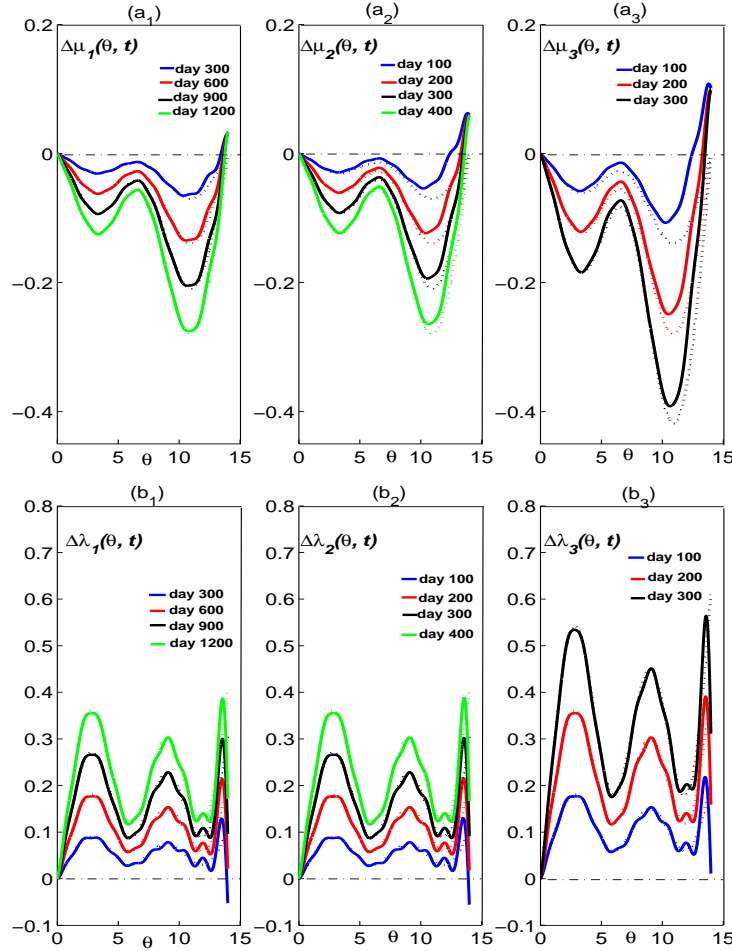 (a1) (a2) (a3)
0.2 0.2 0.2
Δμ1(θ, t) Δμ2(θ, t) Δμ3(θ, t)
day 300 day 100 day 100
day 600 day 200 day 200
day 900 day 300 day 300
day 1200 day 400
0 0 0
−0.2 −0.2 −0.2
−0.4 −0.4 −0.4
0 5 θ 10 15 0 5 θ 10 15 0 5 θ 10 15
(b1) (b2) (b3)
0.8 0.8 0.8
0.7 0.7 0.7
Δλ1(θ, t) Δλ2(θ, t) Δλ3(θ, t)
day 300 day 100 day 100
day 600 day 200 day 200
day 900 day 300 day 300
day 1200 day 400
0.6 0.6 0.6
0.5 0.5 0.5
0.4 0.4 0.4
0.3 0.3 0.3
0.2 0.2 0.2
0.1 0.1 0.1
0 0 0
−0.1 −0.1 −0.1
0 5 θ 10 15 0 5 θ 10 15 0 5 θ 10 15